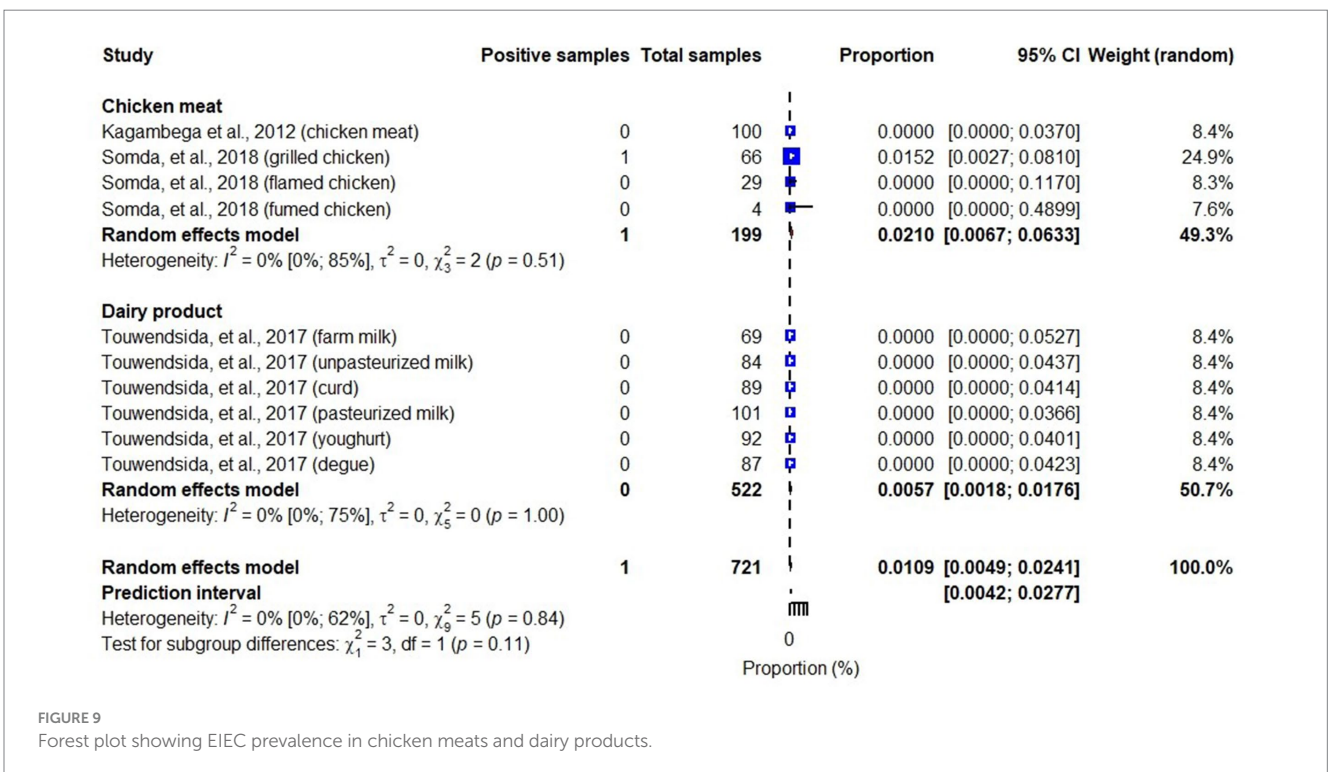 Study Positive samples Total samples Proportion 95% CI Weight (random)
Chicken meat
Kagambega et al., 2012 (chicken meat) 0 100 0.0000 [0.0000; 0.0370] 8.4%
Somda, et al., 2018 (grilled chicken) 1 66 0.0152 [0.0027; 0.0810] 24.9%
Somda, et al., 2018 (flamed chicken) 0 29 0.0000 [0.0000; 0.1170] 8.3%
Somda, et al., 2018 (fumed chicken) 0 4 0.0000 [0.0000; 0.4899] 7.6%
Random effects model 1 199 0.0210 [0.0067; 0.0633] 49.3%
Heterogeneity: I² = 0% [0%; 85%], τ² = 0, χ²₃ = 2 (p = 0.51)
Dairy product
Touwendsida, et al., 2017 (farm milk) 0 69 0.0000 [0.0000; 0.0527] 8.4%
Touwendsida, et al., 2017 (unpasteurized milk) 0 84 0.0000 [0.0000; 0.0437] 8.4%
Touwendsida, et al., 2017 (curd) 0 89 0.0000 [0.0000; 0.0414] 8.4%
Touwendsida, et al., 2017 (pasteurized milk) 0 101 0.0000 [0.0000; 0.0366] 8.4%
Touwendsida, et al., 2017 (youghurt) 0 92 0.0000 [0.0000; 0.0401] 8.4%
Touwendsida, et al., 2017 (degue) 0 87 0.0000 [0.0000; 0.0423] 8.4%
Random effects model 0 522 0.0057 [0.0018; 0.0176] 50.7%
Heterogeneity: I² = 0% [0%; 75%], τ² = 0, χ²₅ = 0 (p = 1.00)
Random effects model 1 721 0.0109 [0.0049; 0.0241] 100.0%
Prediction interval [0.0042; 0.0277]
Heterogeneity: I² = 0% [0%; 62%], τ² = 0, χ²₉ = 5 (p = 0.84)
Test for subgroup differences: χ²₁ = 3, df = 1 (p = 0.11)
0
Proportion (%)
FIGURE 9
Forest plot showing EIEC prevalence in chicken meats and dairy products.